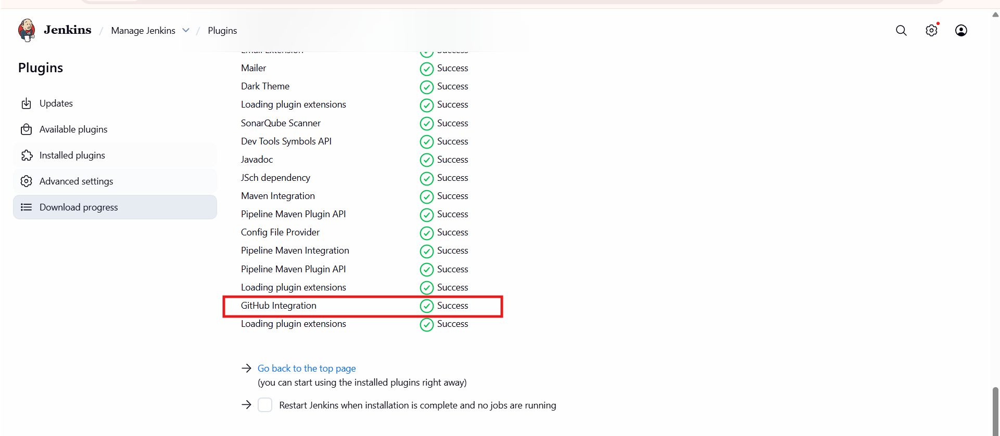 Jenkins / Manage Jenkins / Plugins
Plugins
Updates
Available plugins
Installed plugins
Advanced settings
Download progress
Email Extension Success
Mailer Success
Dark Theme Success
Loading plugin extensions Success
SonarQube Scanner Success
Dev Tools Symbols API Success
Javadoc Success
JSch dependency Success
Maven Integration Success
Pipeline Maven Plugin API Success
Config File Provider Success
Pipeline Maven Integration Success
Pipeline Maven Plugin API Success
Loading plugin extensions Success
GitHub Integration Success
Loading plugin extensions Success
Go back to the top page
(you can start using the installed plugins right away)
Restart Jenkins when installation is complete and no jobs are running